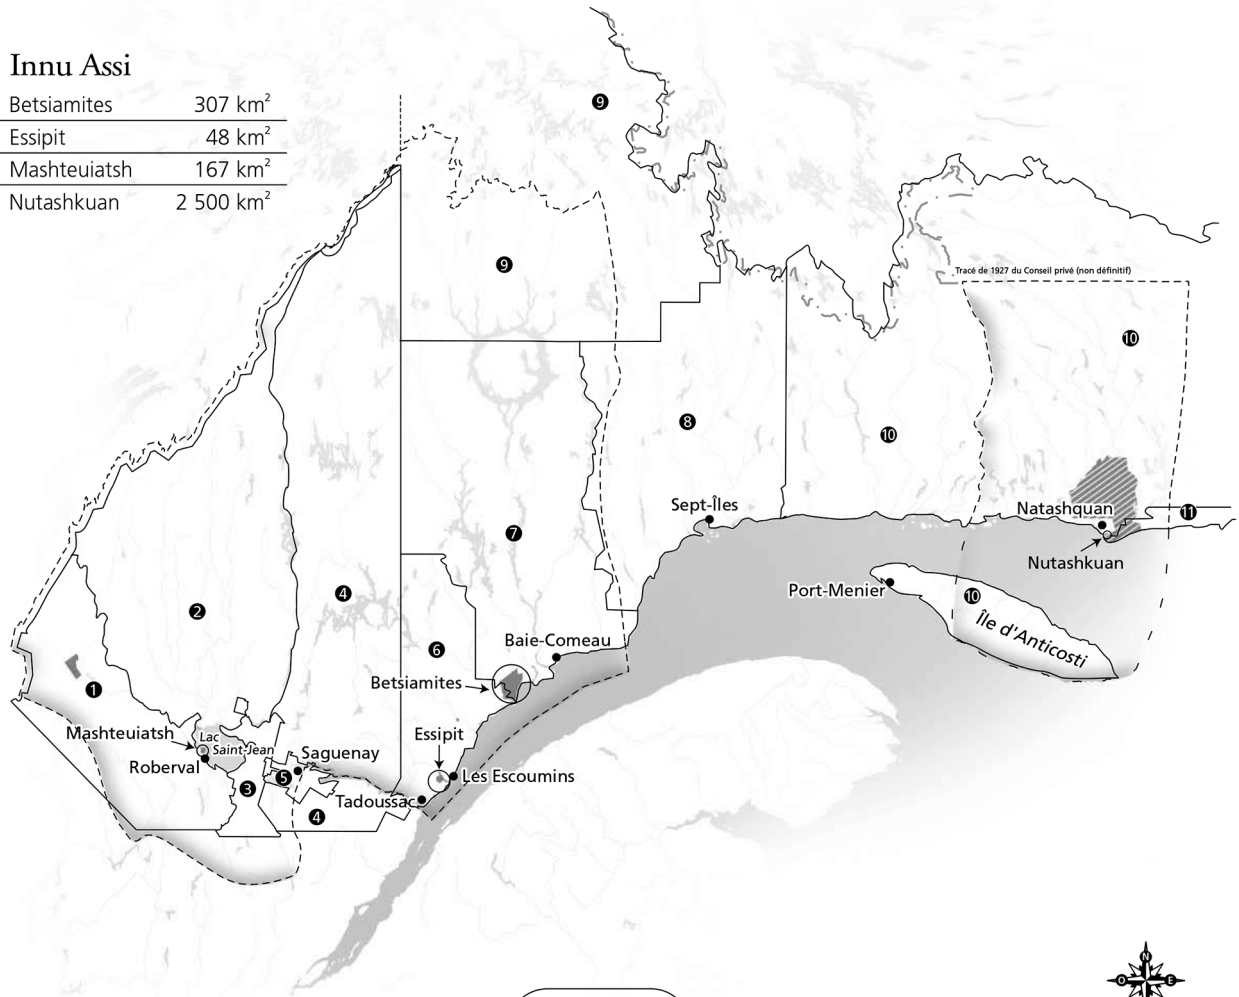 Innu Assi
Betsiamites 307 km²
Essipit 48 km²
Mashteuiatsh 167 km²
Nutashkuan 2 500 km²
9
9
Tracé de 1927 du Conseil privé (non définitif)
10
8
10
Sept-Îles
Natashquan
11
7
Nutashkuan
Port-Menier
10
Île d'Anticosti
4
2
6
Baie-Comeau
Betsiamites
1
Mashteuiatsh
Lac
Saint-Jean
Roberval
Saguenay
Essipit
5
3
Les Escoumins
Tadoussac
4
N
O
E